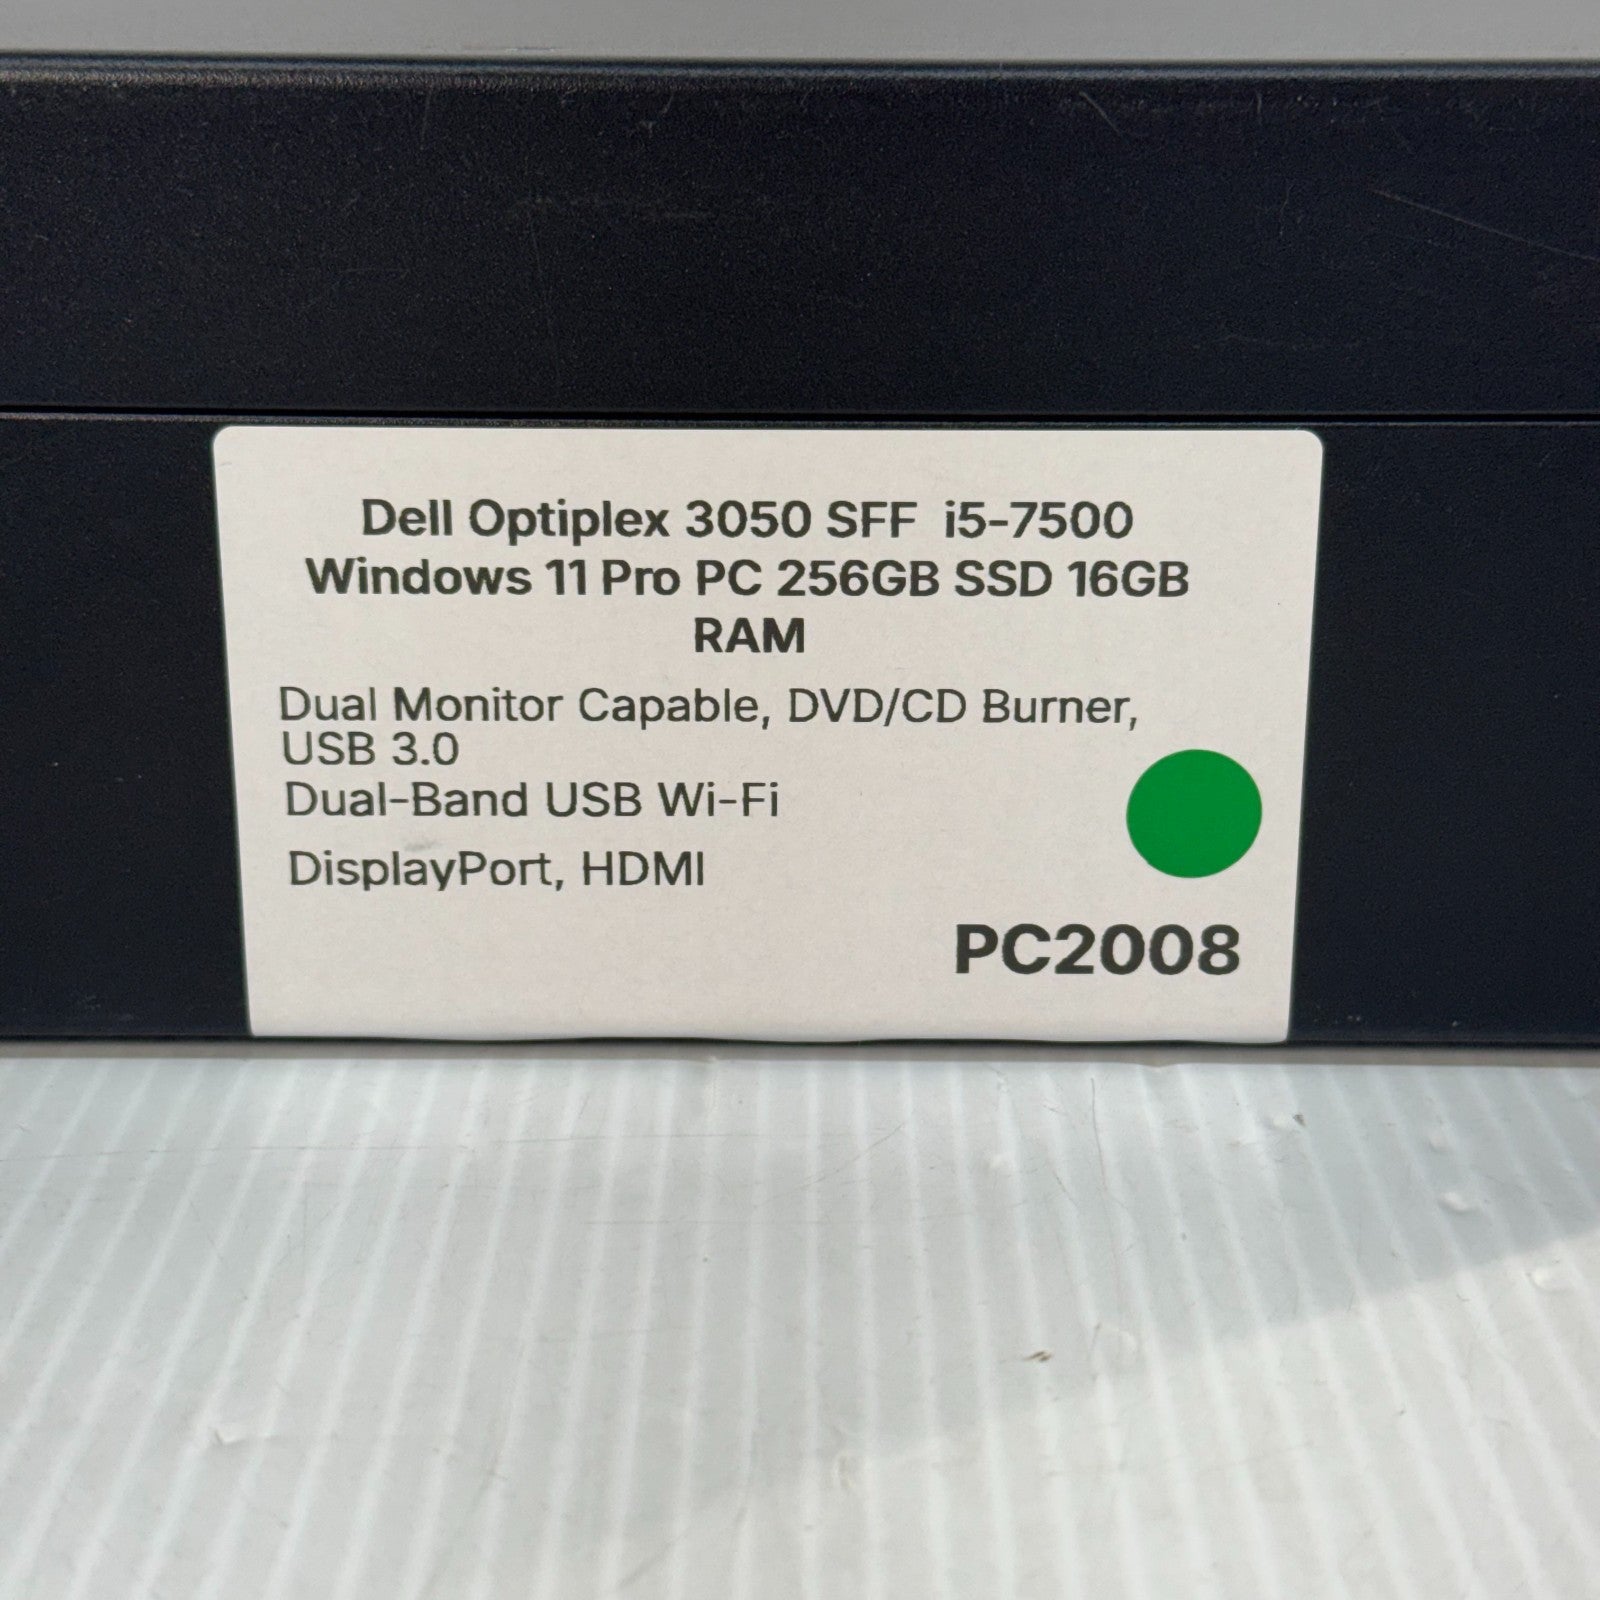 Dell Optiplex 3050 SFF i5-7500
Windows 11 Pro PC 256GB SSD 16GB
RAM
Dual Monitor Capable, DVD/CD Burner,
USB 3.0
Dual-Band USB Wi-Fi
DisplayPort, HDMI
PC2008